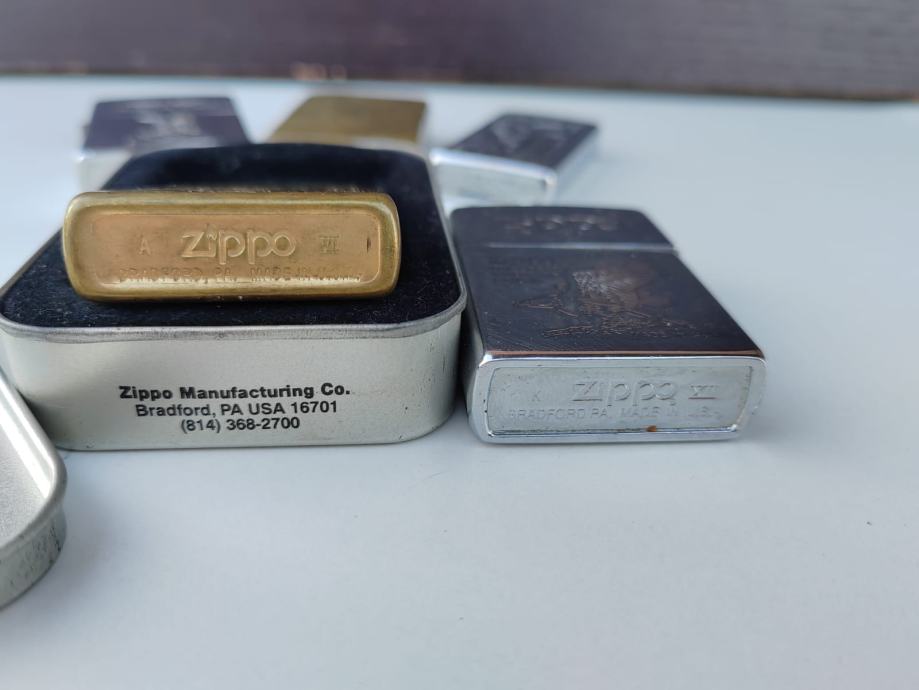 A Zippo VI
BRADFORD, PA. MADE IN U.S.A.
Zippo Manufacturing Co.
Bradford, PA USA 16701
(814) 368-2700
K Zippo XI
BRADFORD PA. MADE IN U.S.A.